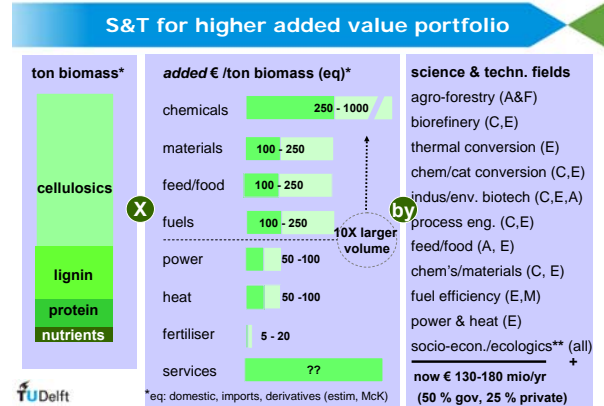 S&T for higher added value portfolio
ton biomass*
cellulosics
lignin
protein
nutrients
X
added € /ton biomass (eq)*
chemicals 250 - 1000
materials 100 - 250
feed/food 100 - 250
fuels 100 - 250
10X larger
volume
power 50 -100
heat 50 -100
fertiliser 5 - 20
services ??
by
science & techn. fields
agro-forestry (A&F)
biorefinery (C,E)
thermal conversion (E)
chem/cat conversion (C,E)
indus/env. biotech (C,E,A)
process eng. (C,E)
feed/food (A, E)
chem's/materials (C, E)
fuel efficiency (E,M)
power & heat (E)
socio-econ./ecologics** (all)
+
now € 130-180 mio/yr
(50 % gov, 25 % private)
TUDelft
*eq: domestic, imports, derivatives (estim, McK)